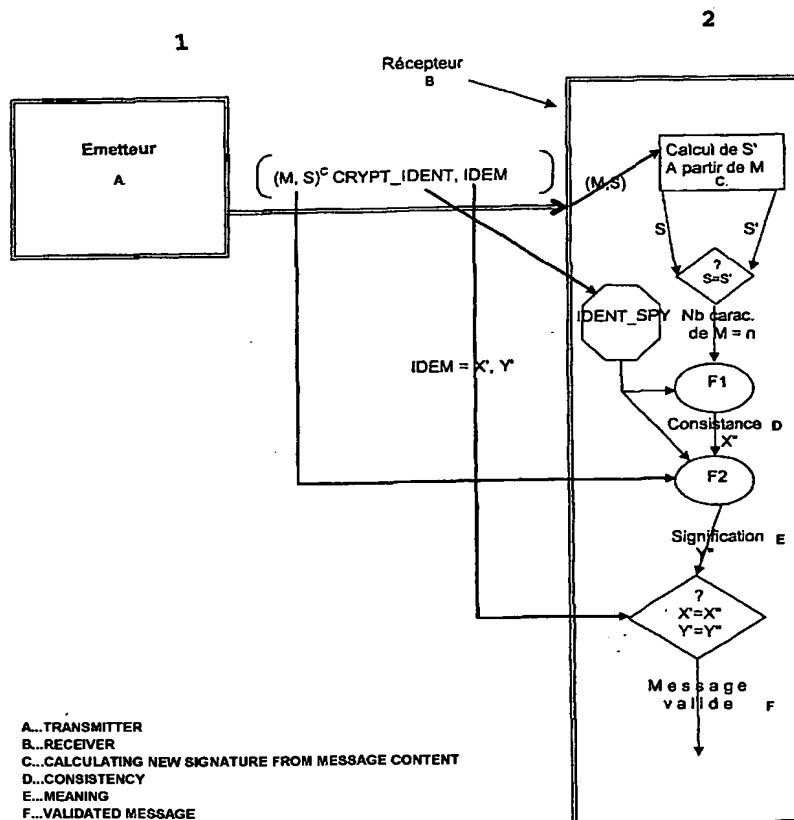 1
2
Récepteur
B
Emetteur
A.
(M, S)ᶜ CRYPT_IDENT, IDEM
(M,S)
Calcul de S'
A partir de M
C.
S
S'
?
S=S'
IDENT_SPY
Nb carac.
de M = n
IDEM = X', Y'
F1
Consistance D
X"
F2
Signification E
Y"
?
X'=X"
Y'=Y"
Message
valide F
A...TRANSMITTER
B...RECEIVER
C...CALCULATING NEW SIGNATURE FROM MESSAGE CONTENT
D...CONSISTENCY
E...MEANING
F...VALIDATED MESSAGE